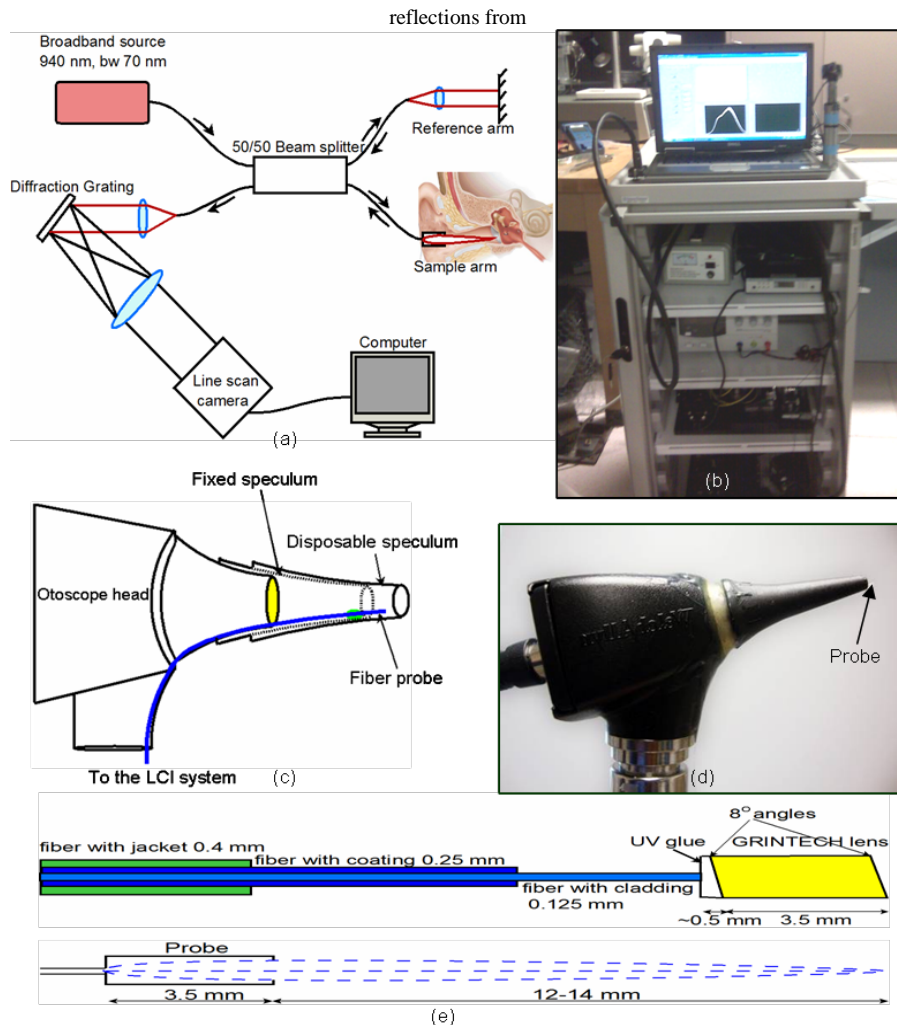 reflections from
Broadband source
940 nm, bw 70 nm
50/50 Beam splitter
Reference arm
Diffraction Grating
Sample arm
Computer
Line scan
camera
(a)
(b)
Fixed speculum
Disposable speculum
Otoscope head
Fiber probe
To the LCI system
(c)
Welch Allyn
Probe
(d)
8° angles
UV glue
GRINTECH lens
fiber with jacket 0.4 mm
fiber with coating 0.25 mm
fiber with cladding
0.125 mm
~0.5 mm
3.5 mm
Probe
3.5 mm
12-14 mm
(e)